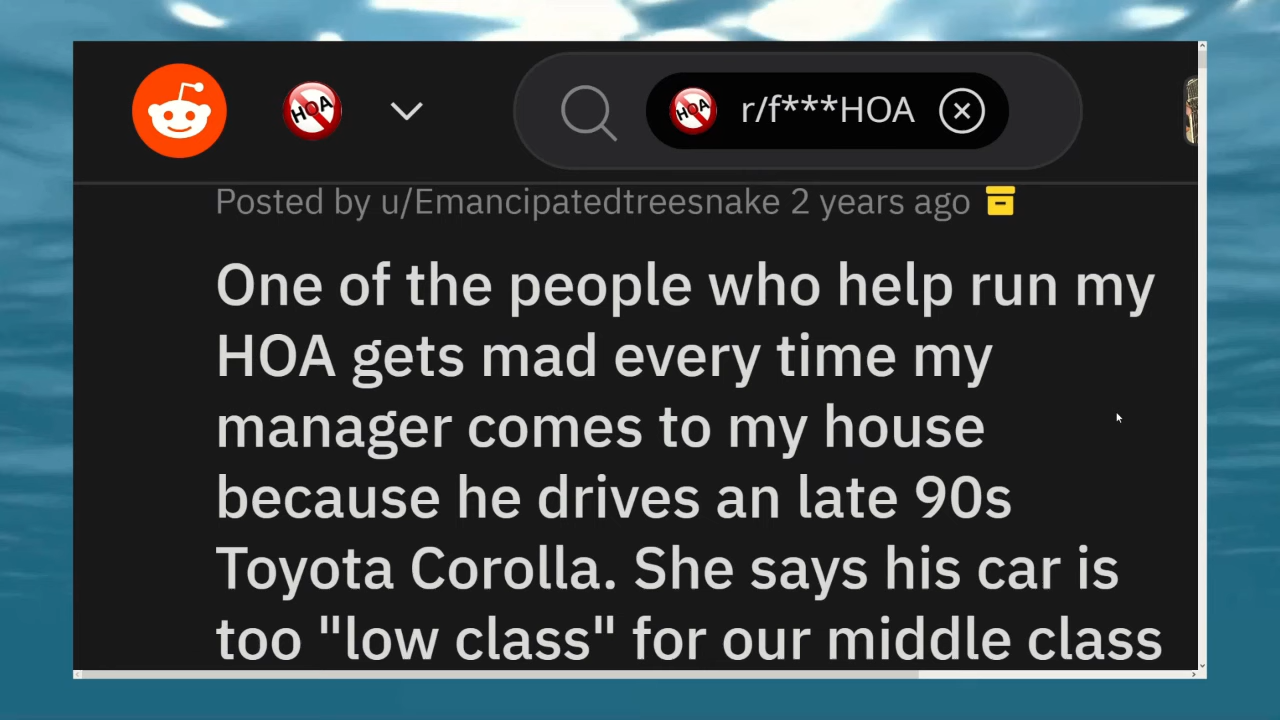 HOA
HOA r/f***HOA
Posted by u/Emancipatedtreesnake 2 years ago
One of the people who help run my
HOA gets mad every time my
manager comes to my house
because he drives an late 90s
Toyota Corolla. She says his car is
too "low class" for our middle class